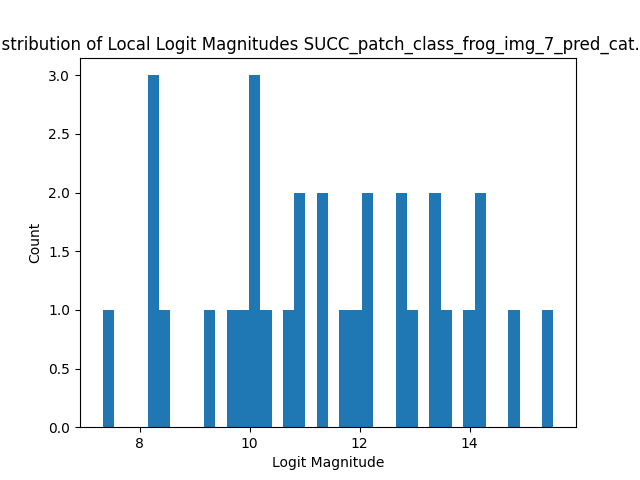 stribution of Local Logit Magnitudes SUCC_patch_class_frog_img_7_pred_cat.
3.0
2.5
2.0
1.5
1.0
0.5
0.0
Count
8 10 12 14
Logit Magnitude